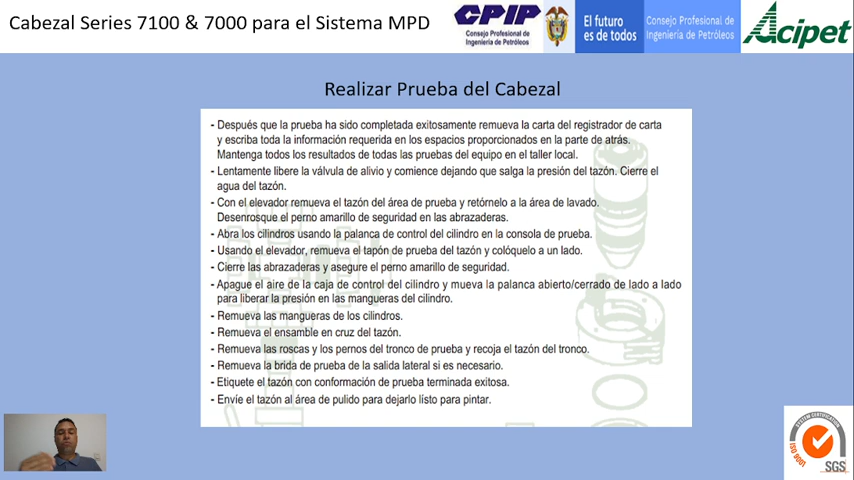 Cabezal Series 7100 & 7000 para el Sistema MPD
CPIP
Consejo Profesional de
Ingeniería de Petróleos
El futuro
es de todos
Consejo Profesional de
Ingeniería de Petróleos
Acipet
Realizar Prueba del Cabezal
- Después que la prueba ha sido completada exitosamente remueva la carta del registrador de carta
y escriba toda la información requerida en los espacios proporcionados en la parte de atrás.
Mantenga todos los resultados de todas las pruebas del equipo en el taller local.
- Lentamente libere la válvula de alivio y comience dejando que salga la presión del tazón. Cierre el
agua del tazón.
- Con el elevador remueva el tazón del área de prueba y retórnelo a la área de lavado.
Desenrosque el perno amarillo de seguridad en las abrazaderas.
- Abra los cilindros usando la palanca de control del cilindro en la consola de prueba.
- Usando el elevador, remueva el tapón de prueba del tazón y colóquelo a un lado.
- Cierre las abrazaderas y asegure el perno amarillo de seguridad.
- Apague el aire de la caja de control del cilindro y mueva la palanca abierto/cerrado de lado a lado
para liberar la presión en las mangueras del cilindro.
- Remueva las mangueras de los cilindros.
- Remueva el ensamble en cruz del tazón.
- Remueva las roscas y los pernos del tronco de prueba y recoja el tazón del tronco.
- Remueva la brida de prueba de la salida lateral si es necesario.
- Etiquete el tazón con conformación de prueba terminada exitosa.
- Envíe el tazón al área de pulido para dejarlo listo para pintar.
SYSTEM CERTIFICATION
ISO 9001
SGS